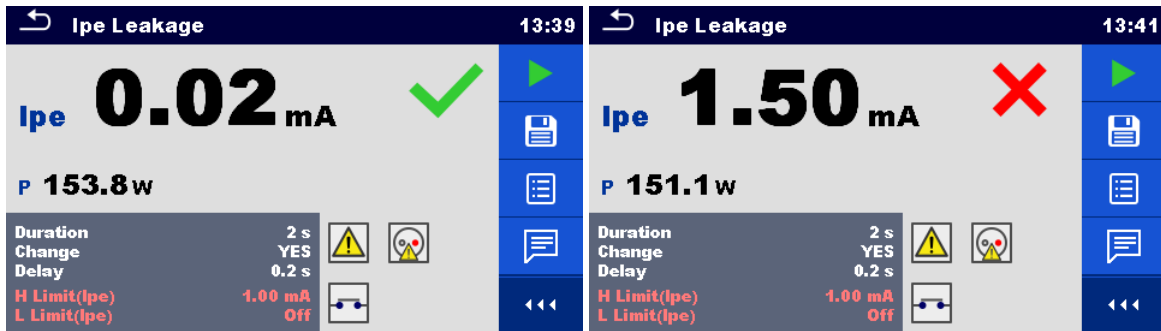 Ipe Leakage 13:39
Ipe 0.02 mA
P 153.8 W
Duration 2 s
Change YES
Delay 0.2 s
H Limit(Ipe) 1.00 mA
L Limit(Ipe) Off
Ipe Leakage 13:41
Ipe 1.50 mA
P 151.1 W
Duration 2 s
Change YES
Delay 0.2 s
H Limit(Ipe) 1.00 mA
L Limit(Ipe) Off